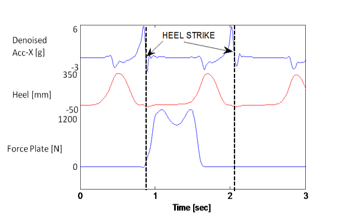 Denoised
Acc-X [g]
6
-3
HEEL STRIKE
Heel [mm]
350
-50
Force Plate [N]
1200
0
0 1 2 3
Time [sec]